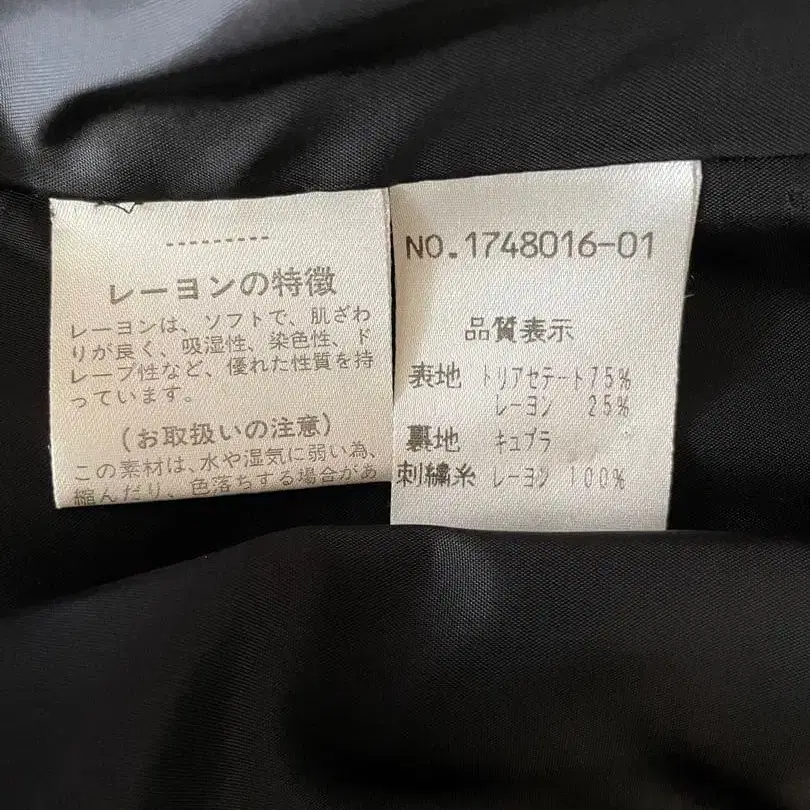 ---------
レーヨンの特徴
レーヨンは、ソフトで、肌ざわ
りが良く、吸湿性、染色性、ド
レープ性など、優れた性質を持
っています。
(お取扱いの注意)
この素材は、水や湿気に弱い為、
縮んだり、色落ちする場合があ
NO.1748016-01
品質表示
表地 トリアセテート75%
レーヨン 25%
裏地 キュプラ
刺繍糸 レーヨン 100%